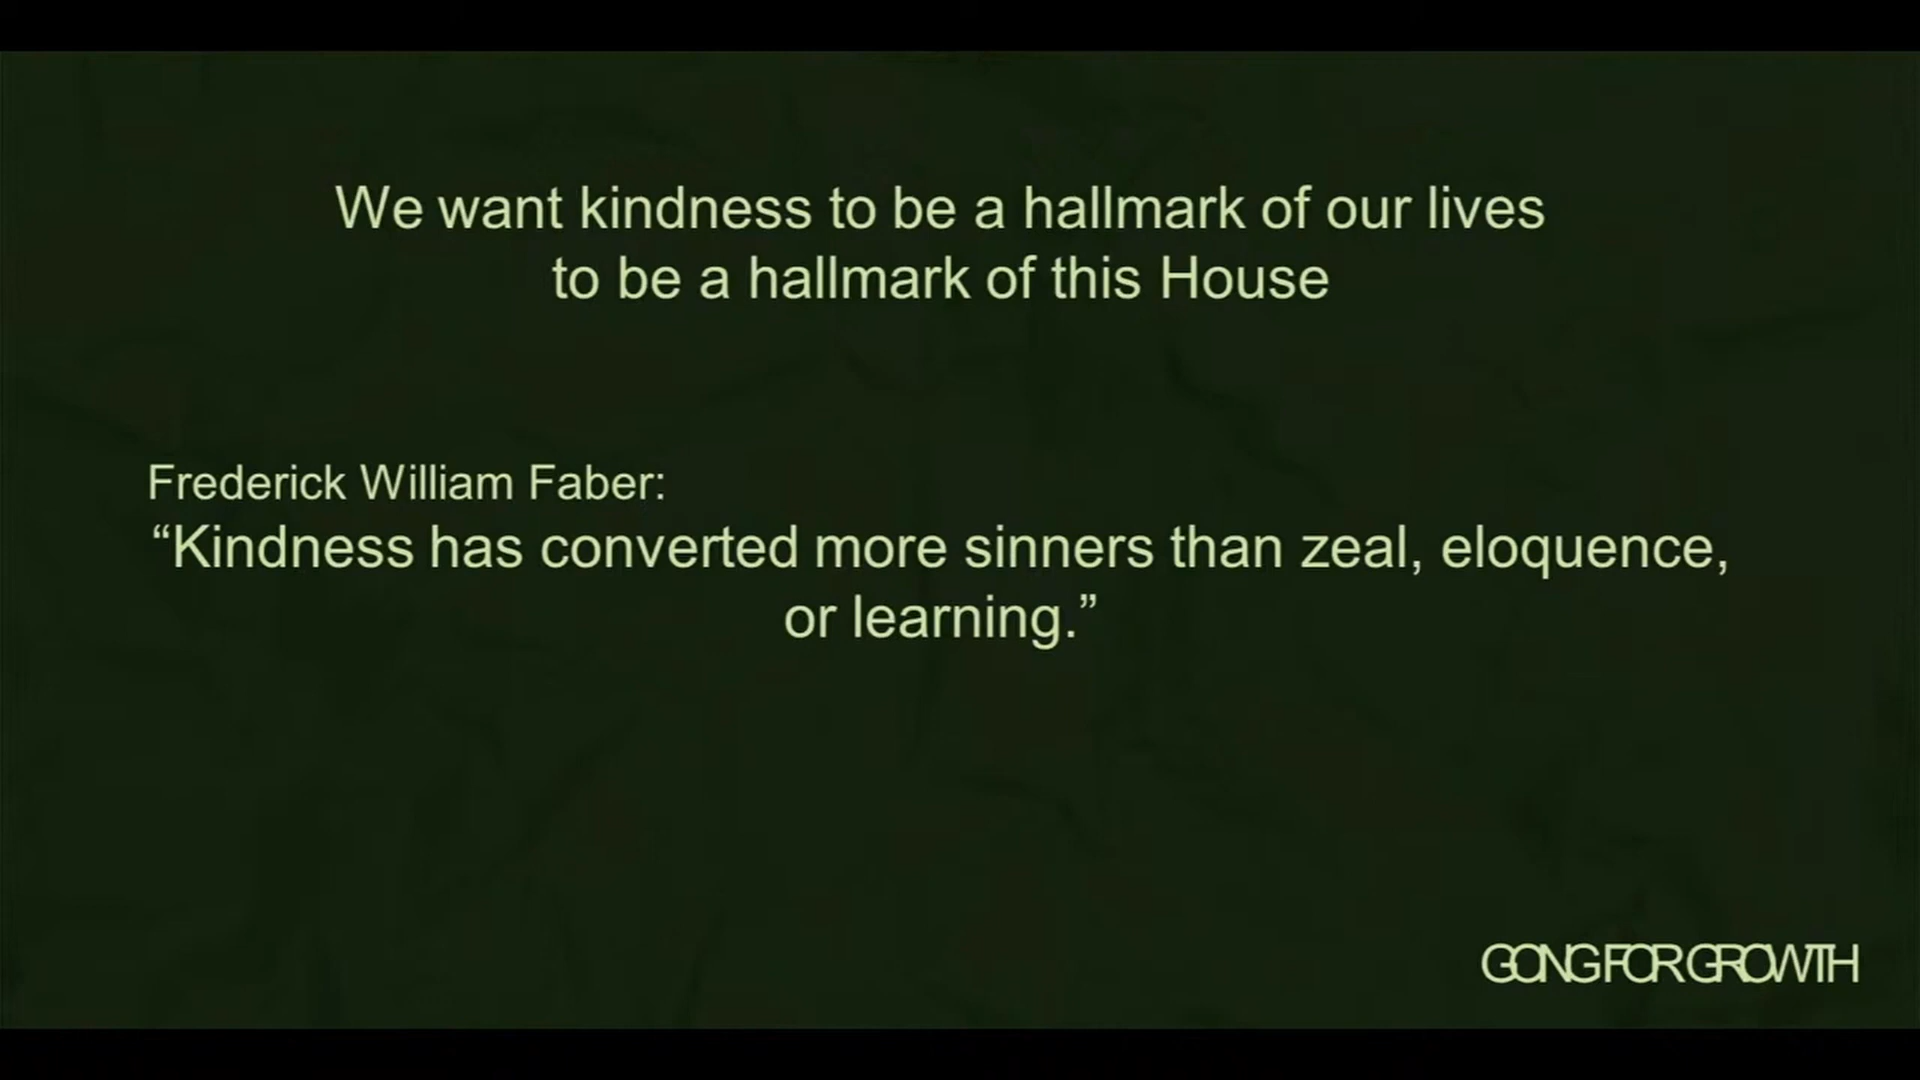 We want kindness to be a hallmark of our lives
to be a hallmark of this House
Frederick William Faber:
“Kindness has converted more sinners than zeal, eloquence,
or learning.”
GONG FOR GROWTH